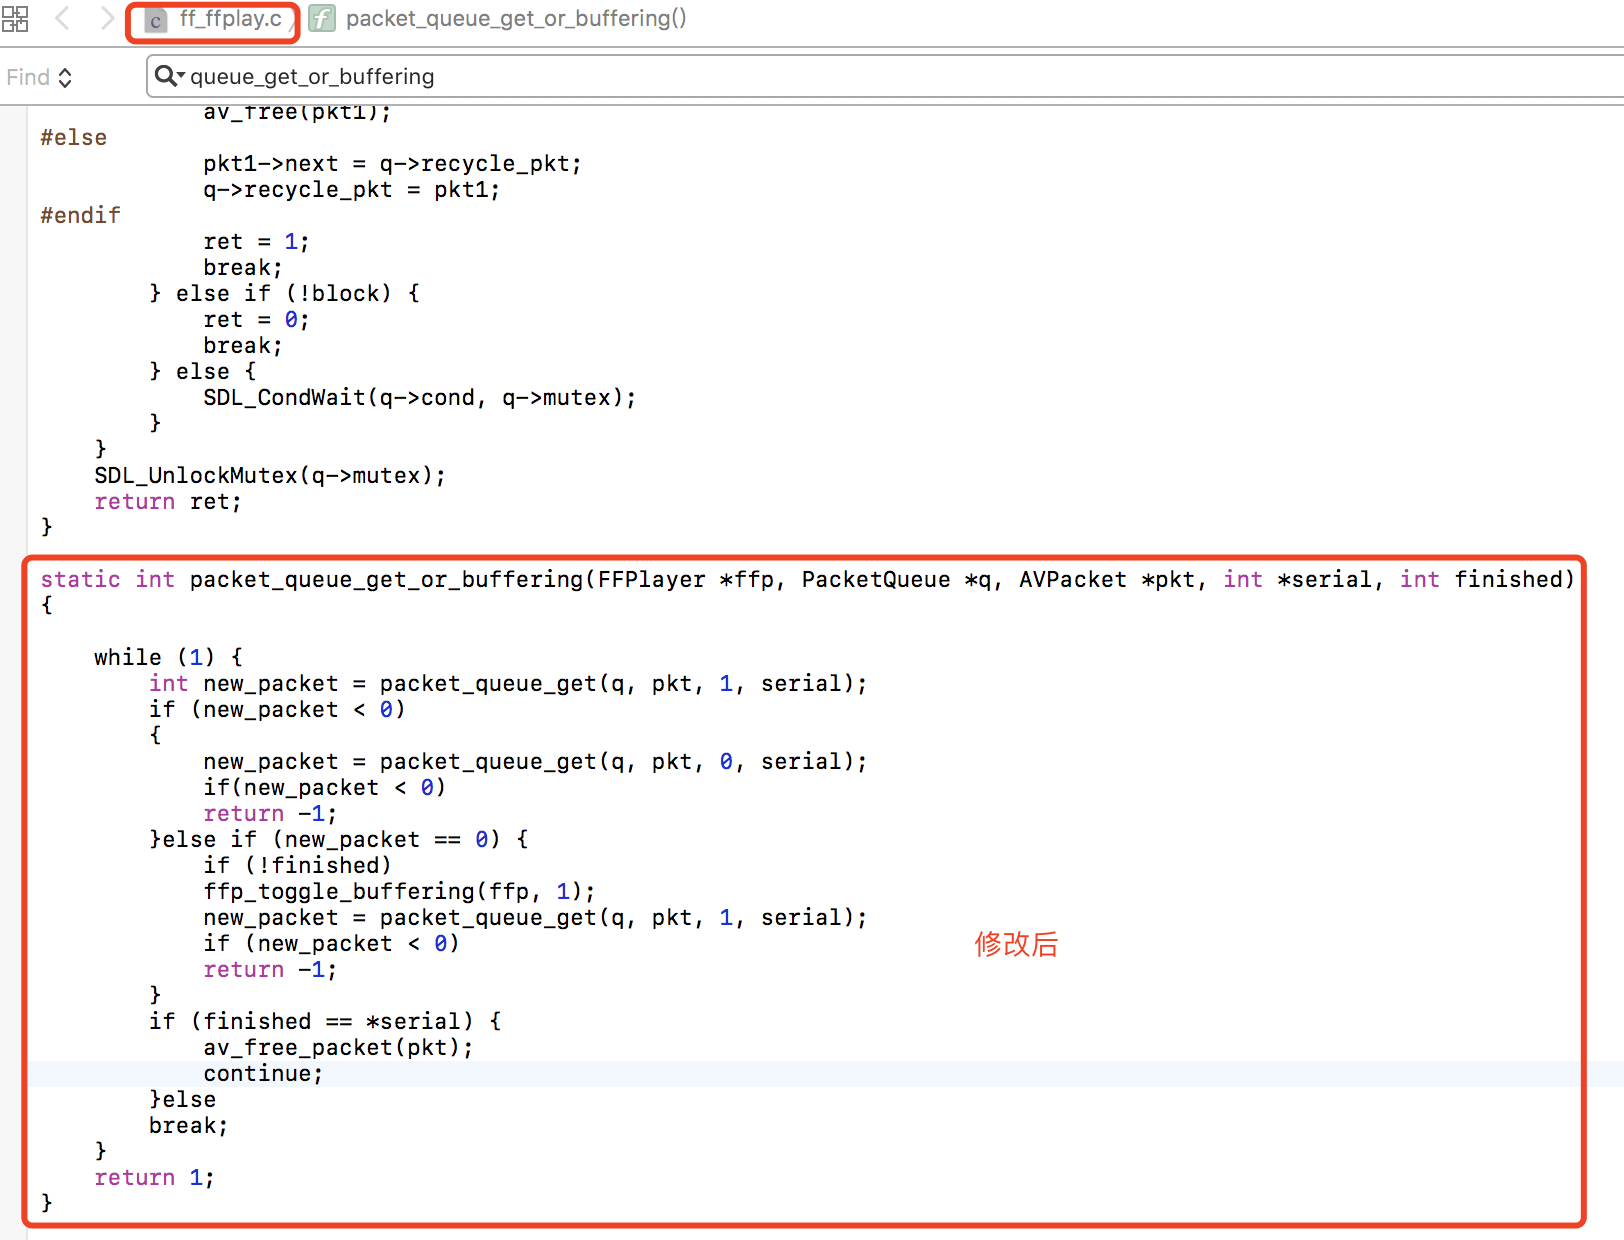 ff_ffplay.c packet_queue_get_or_buffering()
Find queue_get_or_buffering
av_free(pkt1);
#else
pkt1->next = q->recycle_pkt;
q->recycle_pkt = pkt1;
#endif
ret = 1;
break;
} else if (!block) {
ret = 0;
break;
} else {
SDL_CondWait(q->cond, q->mutex);
}
}
SDL_UnlockMutex(q->mutex);
return ret;
}
static int packet_queue_get_or_buffering(FFPlayer *ffp, PacketQueue *q, AVPacket *pkt, int *serial, int finished)
{
while (1) {
int new_packet = packet_queue_get(q, pkt, 1, serial);
if (new_packet < 0)
{
new_packet = packet_queue_get(q, pkt, 0, serial);
if(new_packet < 0)
return -1;
}else if (new_packet == 0) {
if (!finished)
ffp_toggle_buffering(ffp, 1);
new_packet = packet_queue_get(q, pkt, 1, serial);
if (new_packet < 0)
修改后
return -1;
}
if (finished == *serial) {
av_free_packet(pkt);
continue;
}else
break;
}
return 1;
}